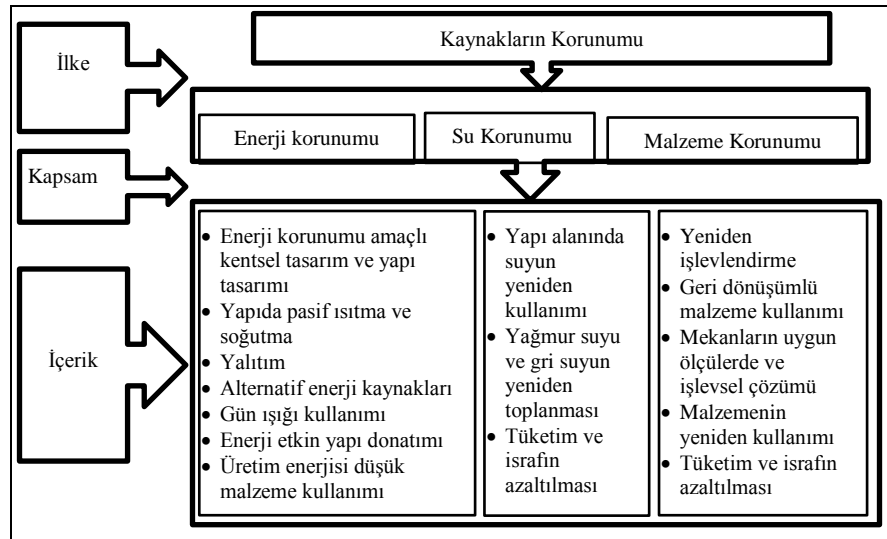 İlke
Kaynakların Korunumu
Enerji korunumu
Su Korunumu
Malzeme Korunumu
Kapsam
İçerik
• Enerji korunumu amaçlı
kentsel tasarım ve yapı
tasarımı
• Yapıda pasif ısıtma ve
soğutma
• Yalıtım
• Alternatif enerji kaynakları
• Gün ışığı kullanımı
• Enerji etkin yapı donatımı
• Üretim enerjisi düşük
malzeme kullanımı
• Yapı alanında
suyun
yeniden
kullanımı
• Yağmur suyu
ve gri suyun
yeniden
toplanması
• Tüketim ve
israfın
azaltılması
• Yeniden
işlevlendirme
• Geri dönüşümlü
malzeme kullanımı
• Mekanların uygun
ölçülerde ve
işlevsel çözümü
• Malzemenin
yeniden kullanımı
• Tüketim ve israfın
azaltılması